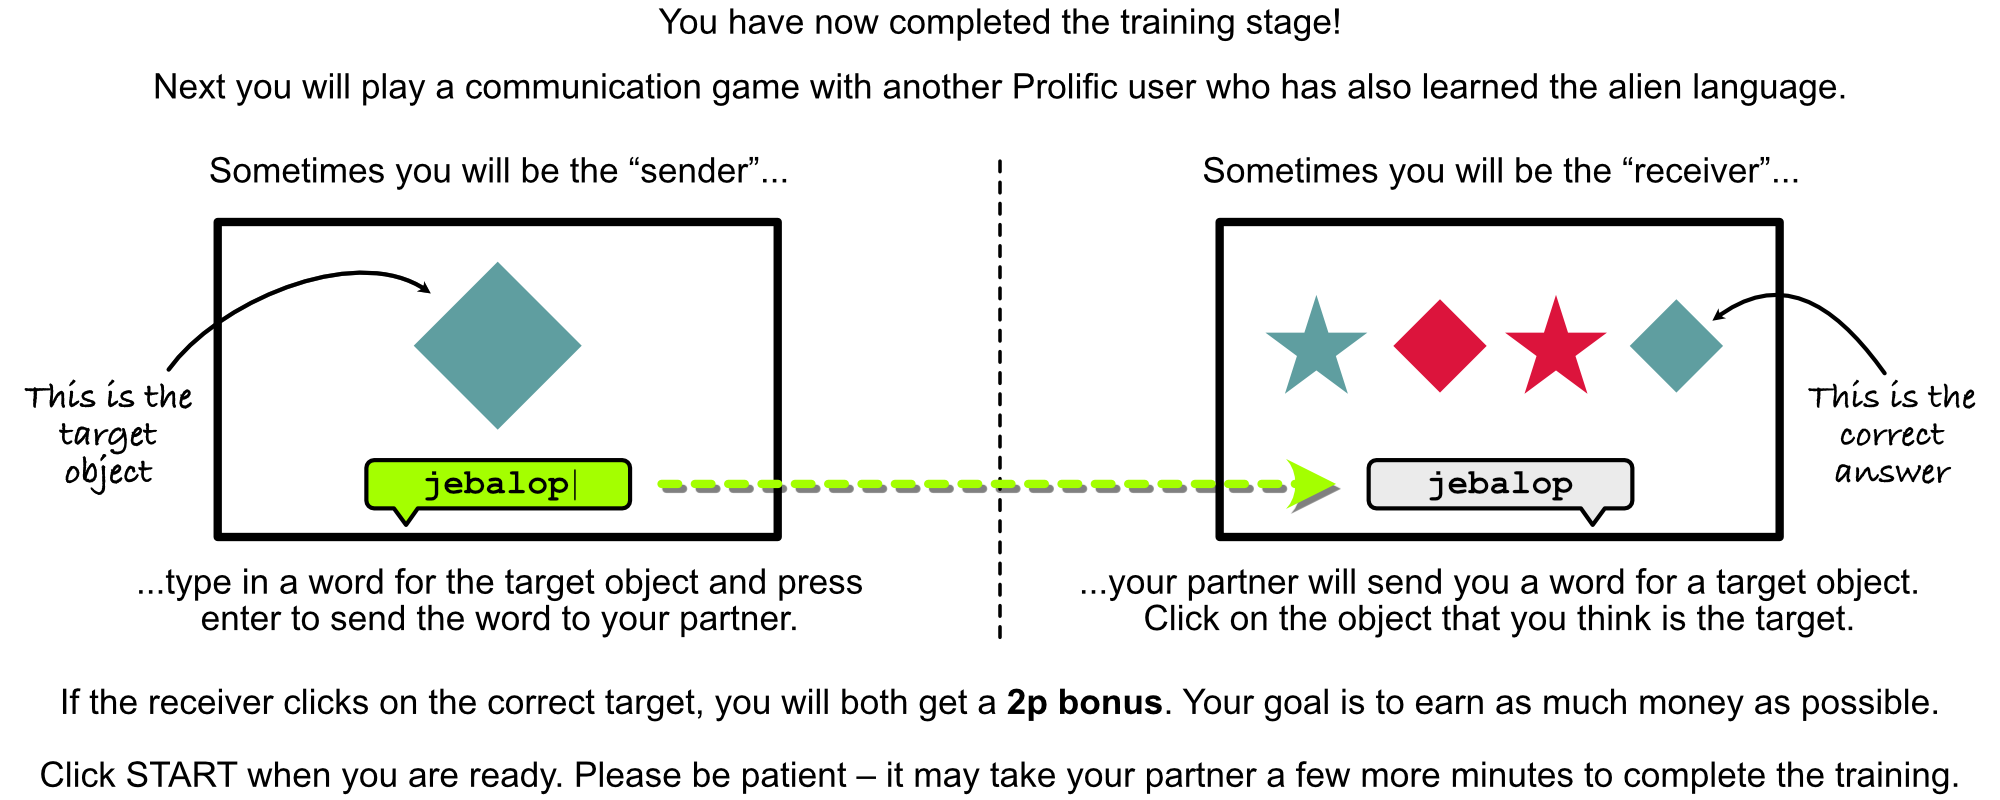 You have now completed the training stage!
Next you will play a communication game with another Prolific user who has also learned the alien language.
Sometimes you will be the “sender”...
This is the
target
object
jebalop
...type in a word for the target object and press
enter to send the word to your partner.
Sometimes you will be the “receiver”...
This is the
correct
answer
jebalop
...your partner will send you a word for a target object.
Click on the object that you think is the target.
If the receiver clicks on the correct target, you will both get a 2p bonus. Your goal is to earn as much money as possible.
Click START when you are ready. Please be patient – it may take your partner a few more minutes to complete the training.